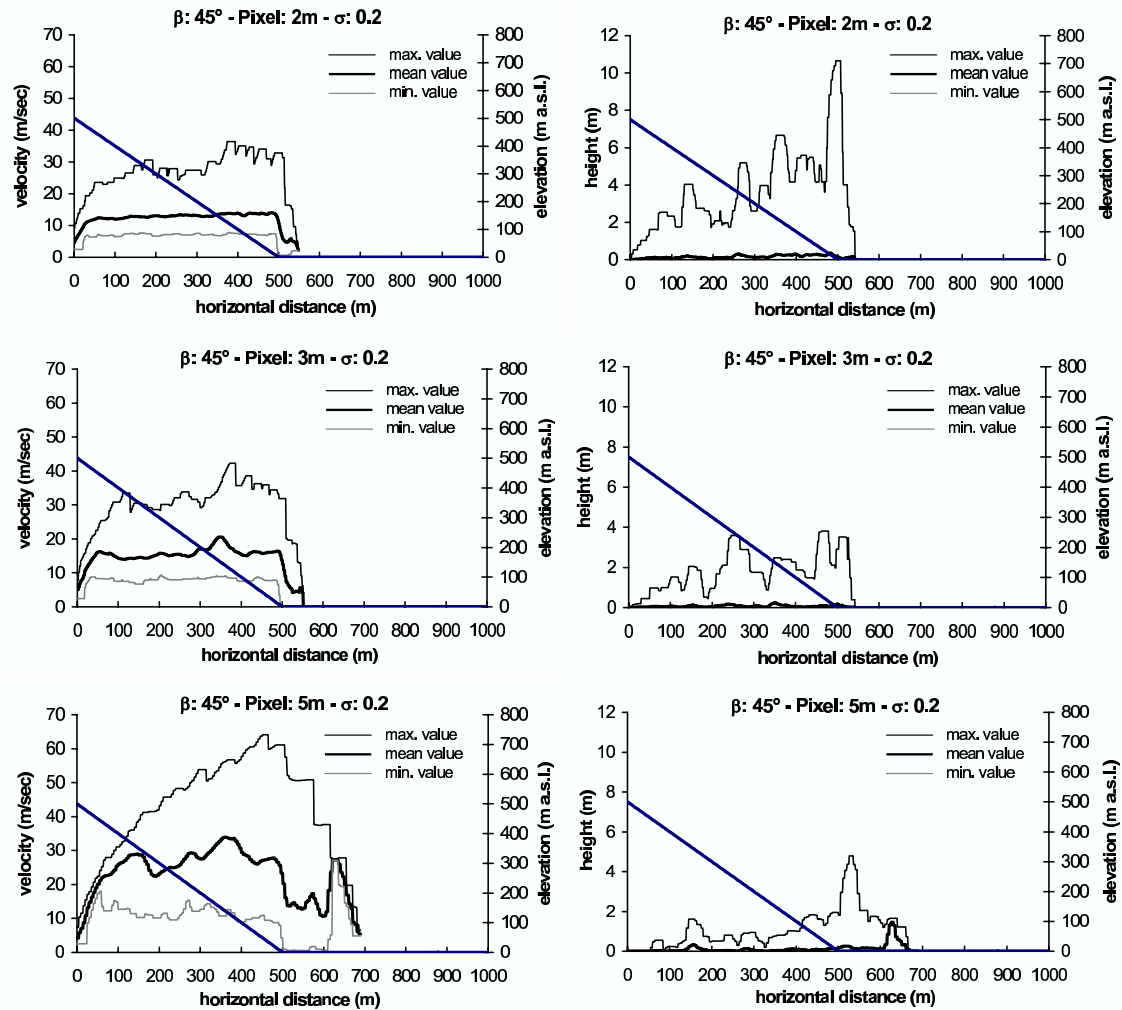 β: 45° - Pixel: 2m - σ: 0.2
max. value
mean value
min. value
velocity (m/sec)
70
60
50
40
30
20
10
0
800
700
600
500
400
300
200
100
0
elevation (m a.s.l.)
0 100 200 300 400 500 600 700 800 900 1000
horizontal distance (m)
β: 45° - Pixel: 2m - σ: 0.2
max. value
mean value
min. value
height (m)
12
10
8
6
4
2
0
800
700
600
500
400
300
200
100
0
elevation (m a.s.l.)
0 100 200 300 400 500 600 700 800 900 1000
horizontal distance (m)
β: 45° - Pixel: 3m - σ: 0.2
max. value
mean value
min. value
velocity (m/sec)
70
60
50
40
30
20
10
0
800
700
600
500
400
300
200
100
0
elevation (m a.s.l.)
0 100 200 300 400 500 600 700 800 900 1000
horizontal distance (m)
β: 45° - Pixel: 3m - σ: 0.2
max. value
mean value
min. value
height (m)
12
10
8
6
4
2
0
800
700
600
500
400
300
200
100
0
elevation (m a.s.l.)
0 100 200 300 400 500 600 700 800 900 1000
horizontal distance (m)
β: 45° - Pixel: 5m - σ: 0.2
max. value
mean value
min. value
velocity (m/sec)
70
60
50
40
30
20
10
0
800
700
600
500
400
300
200
100
0
elevation (m a.s.l.)
0 100 200 300 400 500 600 700 800 900 1000
horizontal distance (m)
β: 45° - Pixel: 5m - σ: 0.2
max. value
mean value
min. value
height (m)
12
10
8
6
4
2
0
800
700
600
500
400
300
200
100
0
elevation (m a.s.l.)
0 100 200 300 400 500 600 700 800 900 1000
horizontal distance (m)